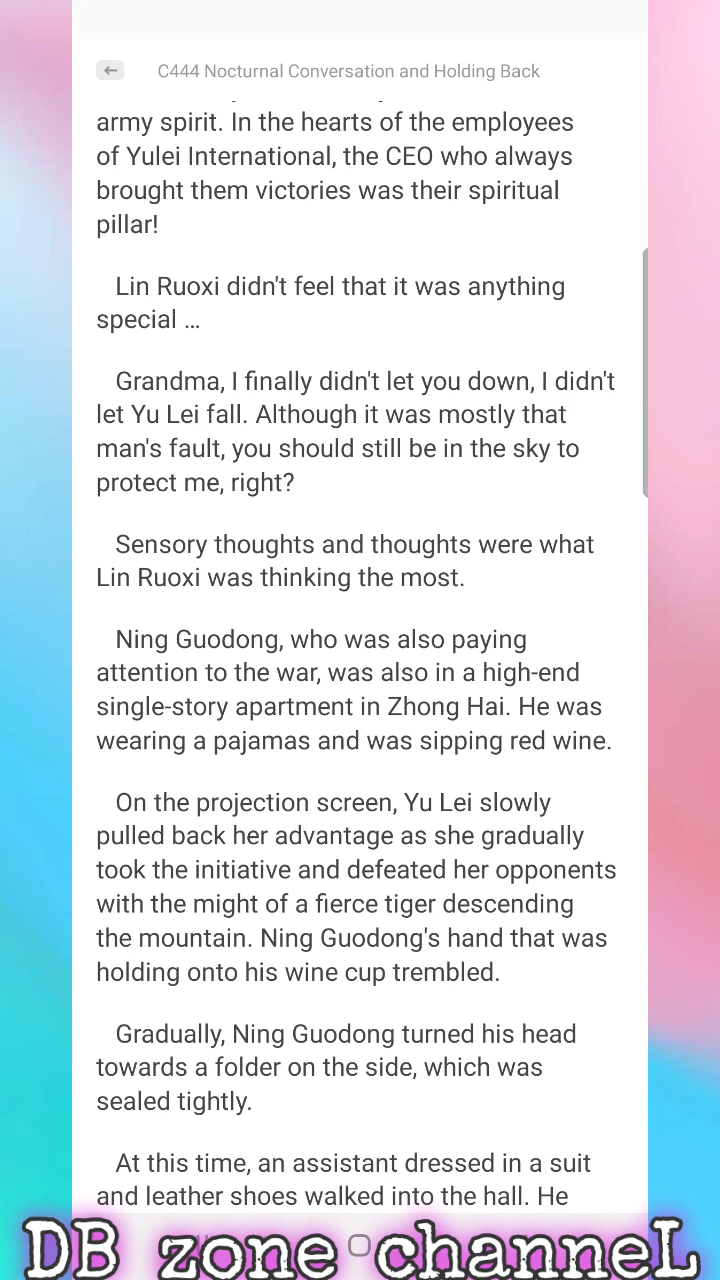 C444 Nocturnal Conversation and Holding Back
army spirit. In the hearts of the employees
of Yulei International, the CEO who always
brought them victories was their spiritual
pillar!
Lin Ruoxi didn't feel that it was anything
special ...
Grandma, I finally didn't let you down, I didn't
let Yu Lei fall. Although it was mostly that
man's fault, you should still be in the sky to
protect me, right?
Sensory thoughts and thoughts were what
Lin Ruoxi was thinking the most.
Ning Guodong, who was also paying
attention to the war, was also in a high-end
single-story apartment in Zhong Hai. He was
wearing a pajamas and was sipping red wine.
On the projection screen, Yu Lei slowly
pulled back her advantage as she gradually
took the initiative and defeated her opponents
with the might of a fierce tiger descending
the mountain. Ning Guodong's hand that was
holding onto his wine cup trembled.
Gradually, Ning Guodong turned his head
towards a folder on the side, which was
sealed tightly.
At this time, an assistant dressed in a suit
and leather shoes walked into the hall. He
DB zone channeL